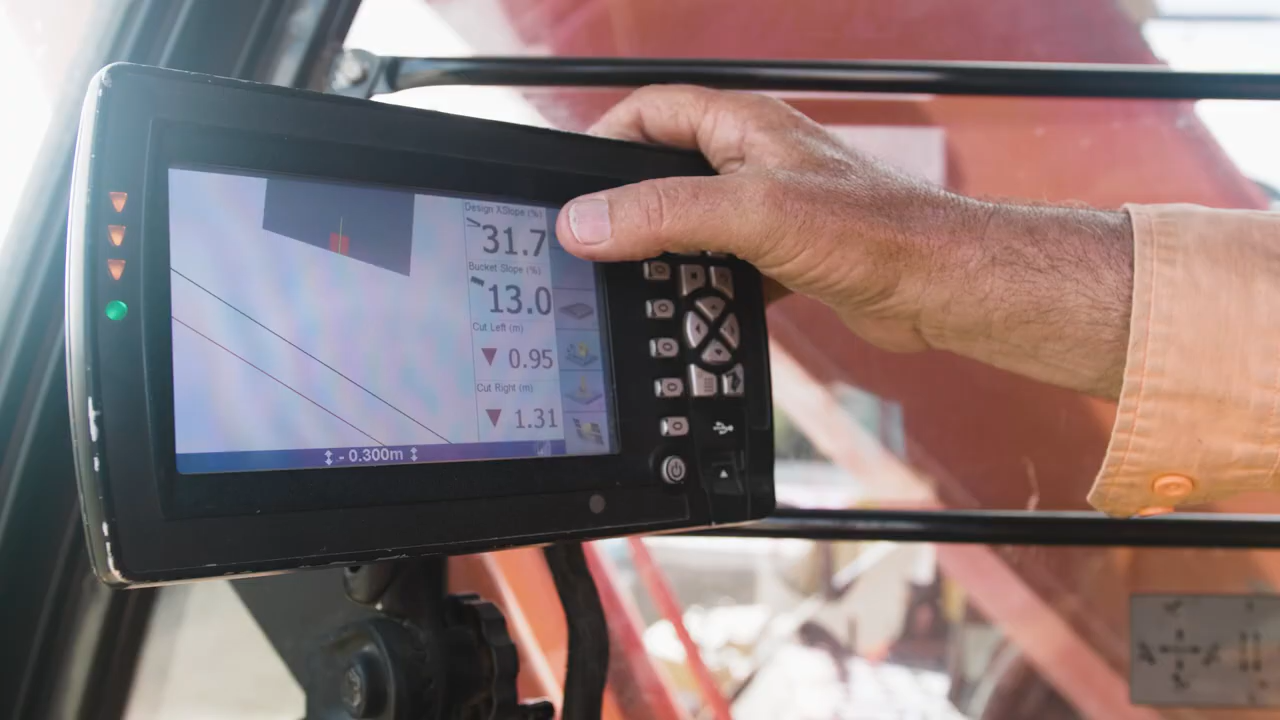 Design XSlope (%)
31.7
Bucket Slope (%)
13.0
Cut Left (m)
0.95
Cut Right (m)
1.31
- 0.300m